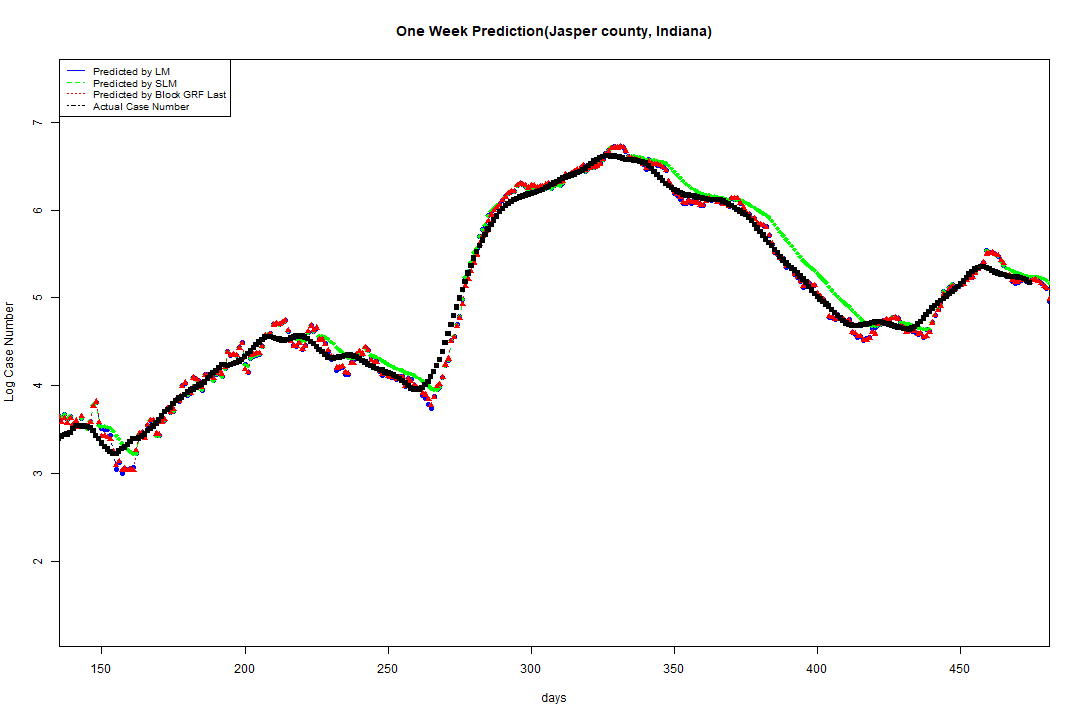 One Week Prediction(Jasper county, Indiana)
Predicted by LM
Predicted by SLM
Predicted by Block GRF Last
Actual Case Number
7
6
5
4
3
2
Log Case Number
150 200 250 300 350 400 450
days